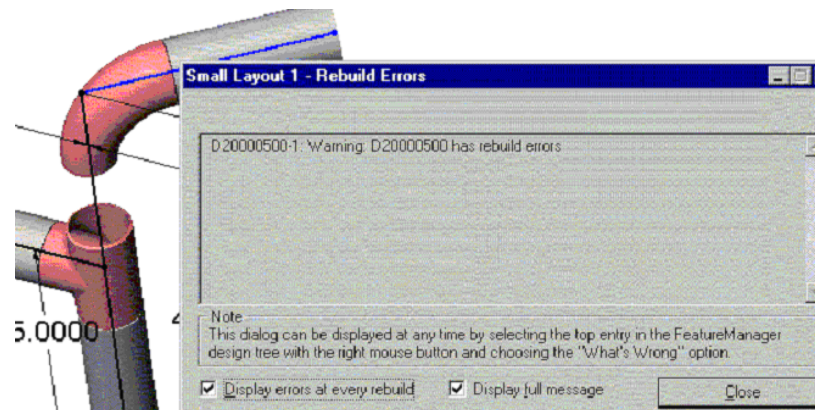 Small Layout 1 - Rebuild Errors
D20000500-1: Warning: D20000500 has rebuild errors
Note
This dialog can be displayed at any time by selecting the top entry in the FeatureManager
design tree with the right mouse button and choosing the "What's Wrong" option.
5.0000
Display errors at every rebuild
Display full message
Close